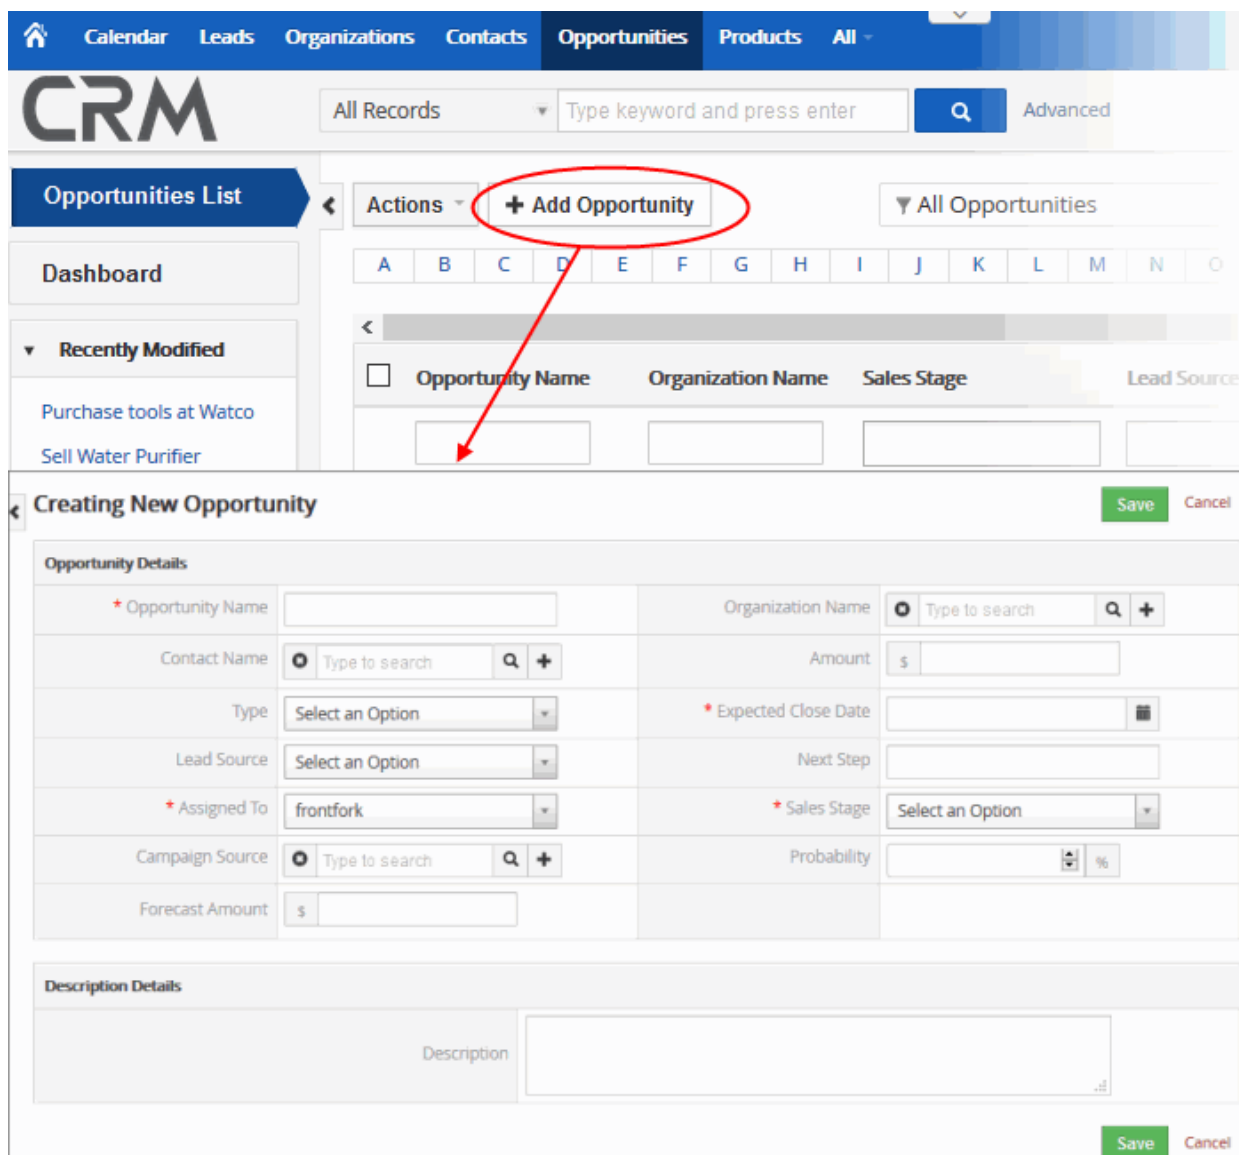 Calendar Leads Organizations Contacts Opportunities Products All
CRM All Records Type keyword and press enter Advanced
Opportunities List Actions + Add Opportunity All Opportunities
A B C D E F G H I J K L M N O
Dashboard
Recently Modified
Opportunity Name Organization Name Sales Stage Lead Source
Purchase tools at Watco
Sell Water Purifier
Creating New Opportunity Save Cancel
Opportunity Details
* Opportunity Name Organization Name Type to search
Contact Name Type to search Amount $
Type Select an Option * Expected Close Date
Lead Source Select an Option Next Step
* Assigned To frontfork * Sales Stage Select an Option
Campaign Source Type to search Probability %
Forecast Amount $
Description Details
Description
Save Cancel